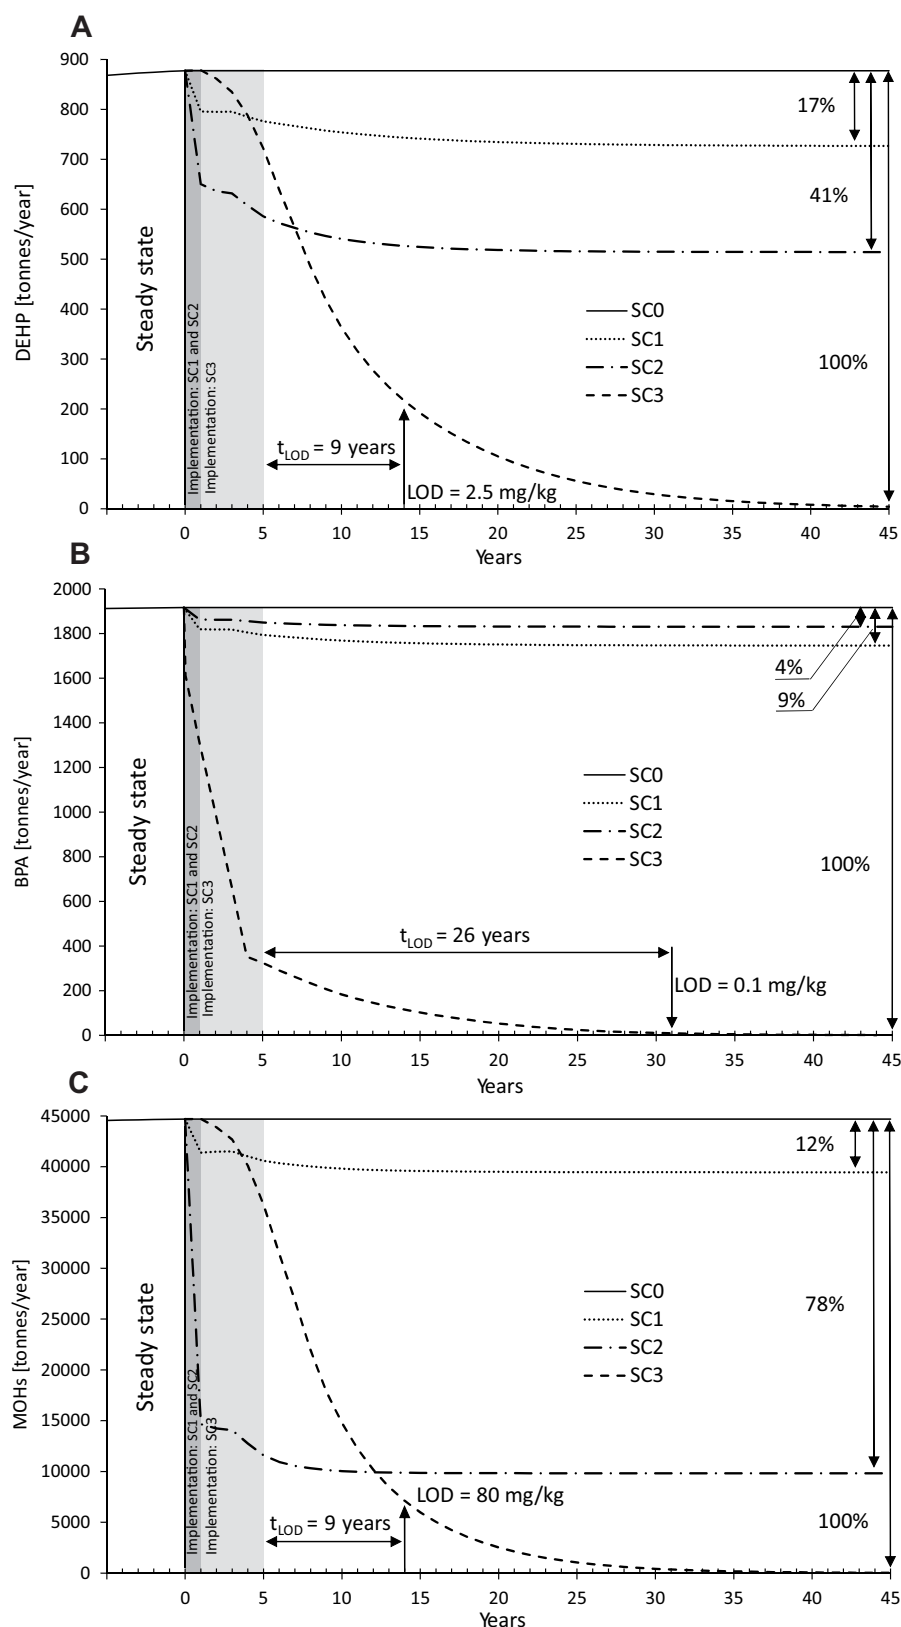 A
900
800
700
600
500
400
300
200
100
0
DEHP [tonnes/year]
Steady state
Implementation: SC1 and SC2
Implementation: SC3
17%
41%
100%
SC0
SC1
SC2
SC3
tLOD = 9 years
LOD = 2.5 mg/kg
0 5 10 15 20 25 30 35 40 45
Years
B
2000
1800
1600
1400
1200
1000
800
600
400
200
0
BPA [tonnes/year]
Steady state
Implementation: SC1 and SC2
Implementation: SC3
4%
9%
100%
SC0
SC1
SC2
SC3
tLOD = 26 years
LOD = 0.1 mg/kg
0 5 10 15 20 25 30 35 40 45
Years
C
45000
40000
35000
30000
25000
20000
15000
10000
5000
0
MOHs [tonnes/year]
Steady state
Implementation: SC1 and SC2
Implementation: SC3
12%
78%
100%
SC0
SC1
SC2
SC3
LOD = 80 mg/kg
tLOD = 9 years
0 5 10 15 20 25 30 35 40 45
Years